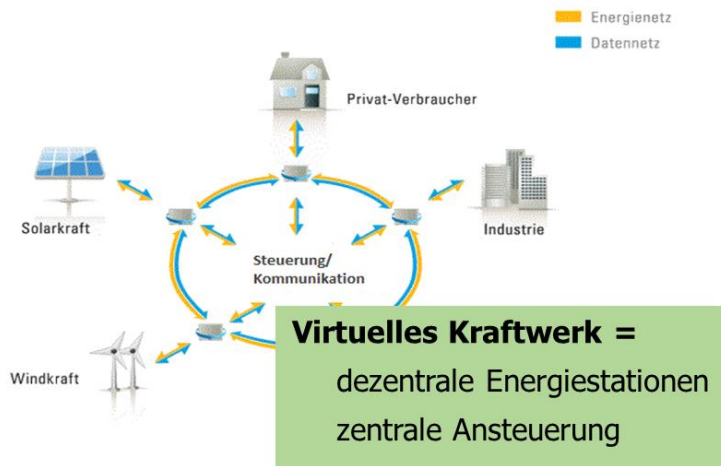 Energienetz
Datennetz
Privat-Verbraucher
Solarkraft
Industrie
Steuerung/
Kommunikation
Windkraft
Virtuelles Kraftwerk =
dezentrale Energiestationen
zentrale Ansteuerung